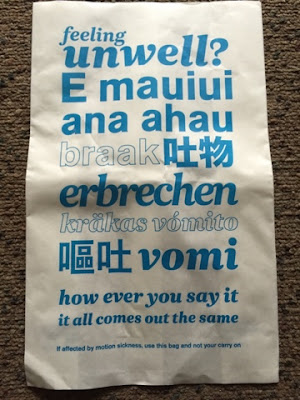 feeling
unwell?
E mauiui
ana ahau
braak吐物
erbrechen
kräkas vómito
嘔吐 vomi
how ever you say it
it all comes out the same
If affected by motion sickness, use this bag and not your carry on